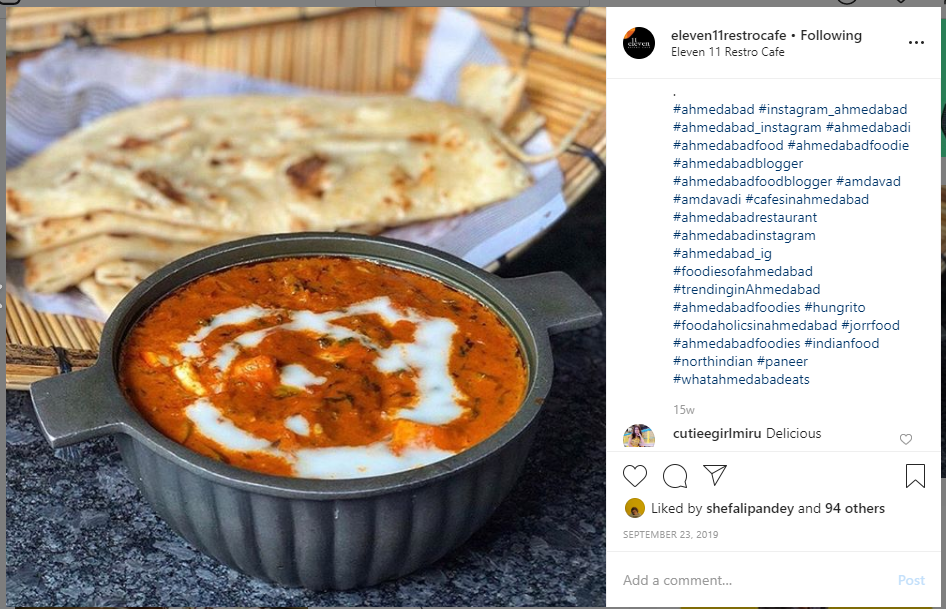 eleven11restrocafe • Following
Eleven 11 Restro Cafe
.
#ahmedabad #instagram_ahmedabad
#ahmedabad_instagram #ahmedabadi
#ahmedabadfood #ahmedabadfoodie
#ahmedabadblogger
#ahmedabadfoodblogger #amdavad
#amdavadi #cafesinahmedabad
#ahmedabadrestaurant
#ahmedabadinstagram
#ahmedabad_ig
#foodiesofahmedabad
#trendinginAhmedabad
#ahmedabadfoodies #hungrito
#foodaholicsinahmedabad #jorrfood
#ahmedabadfoodies #indianfood
#northindian #paneer
#whatahmedabadeats
15w
cutieegirlmiru Delicious
Liked by shefalipandey and 94 others
SEPTEMBER 23, 2019
Add a comment... Post